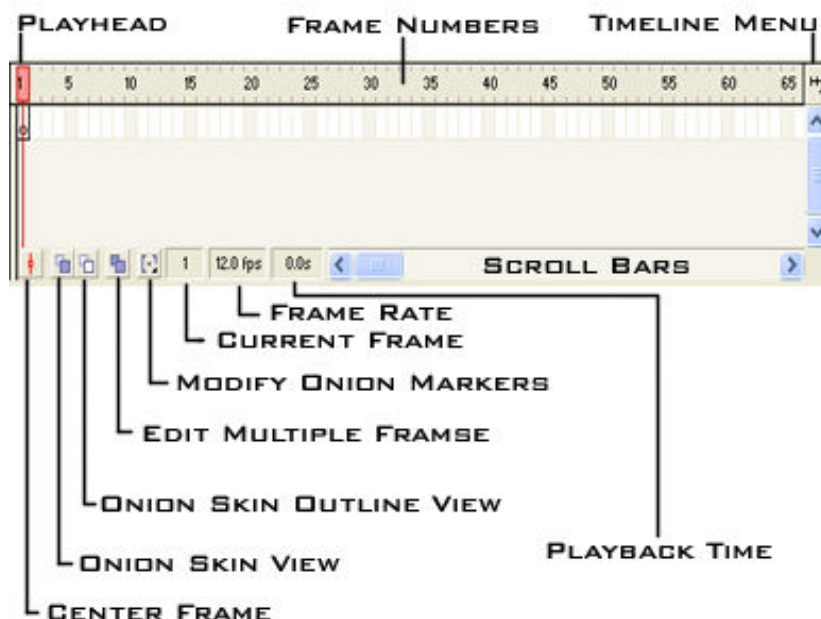 PLAYHEAD FRAME NUMBERS TIMELINE MENU
1 5 10 15 20 25 30 35 40 45 50 55 60 65 H
1 12.0 fps 0.0s SCROLL BARS
FRAME RATE
CURRENT FRAME
MODIFY ONION MARKERS
EDIT MULTIPLE FRAMSE
ONION SKIN OUTLINE VIEW
PLAYBACK TIME
ONION SKIN VIEW
CENTER FRAME